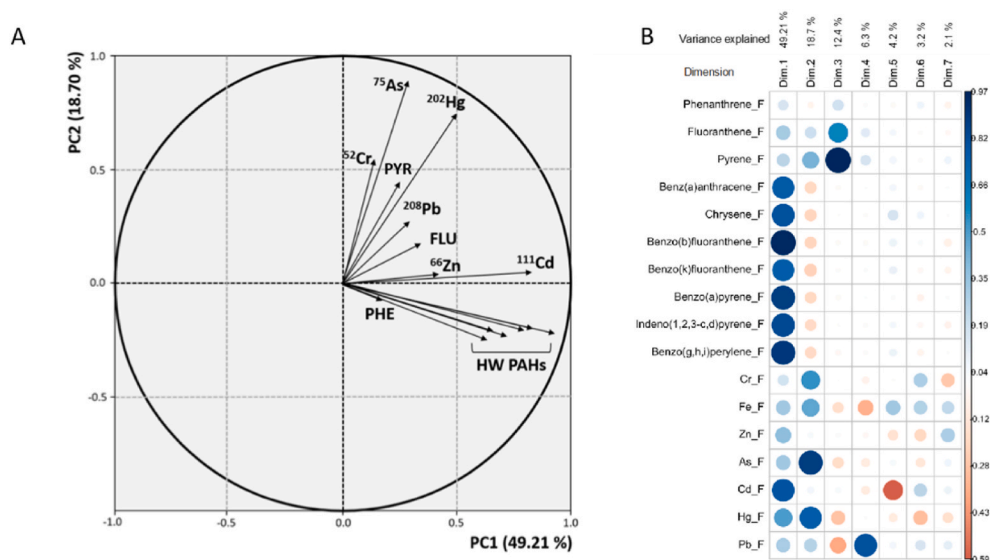 A
PC2 (18.70 %)
1.0
0.5
0.0
-0.5
-1.0
-0.5
0.0
0.5
1.0
PC1 (49.21 %)
⁷⁵As
²⁰²Hg
⁵²Cr
PYR
²⁰⁸Pb
FLU
⁶⁶Zn
¹¹¹Cd
PHE
HW PAHs
B
Variance explained 49.21 % 18.7 % 12.4 % 6.3 % 4.2 % 3.2 % 2.1 %
Dimension Dim.1 Dim.2 Dim.3 Dim.4 Dim.5 Dim.6 Dim.7
Phenanthrene_F
Fluoranthene_F
Pyrene_F
Benz(a)anthracene_F
Chrysene_F
Benzo(b)fluoranthene_F
Benzo(k)fluoranthene_F
Benzo(a)pyrene_F
Indeno(1,2,3-c,d)pyrene_F
Benzo(g,h,i)perylene_F
Cr_F
Fe_F
Zn_F
As_F
Cd_F
Hg_F
Pb_F
0.97
0.81
0.66
0.5
0.35
0.19
0.04
-0.12
-0.28
-0.43
-0.59